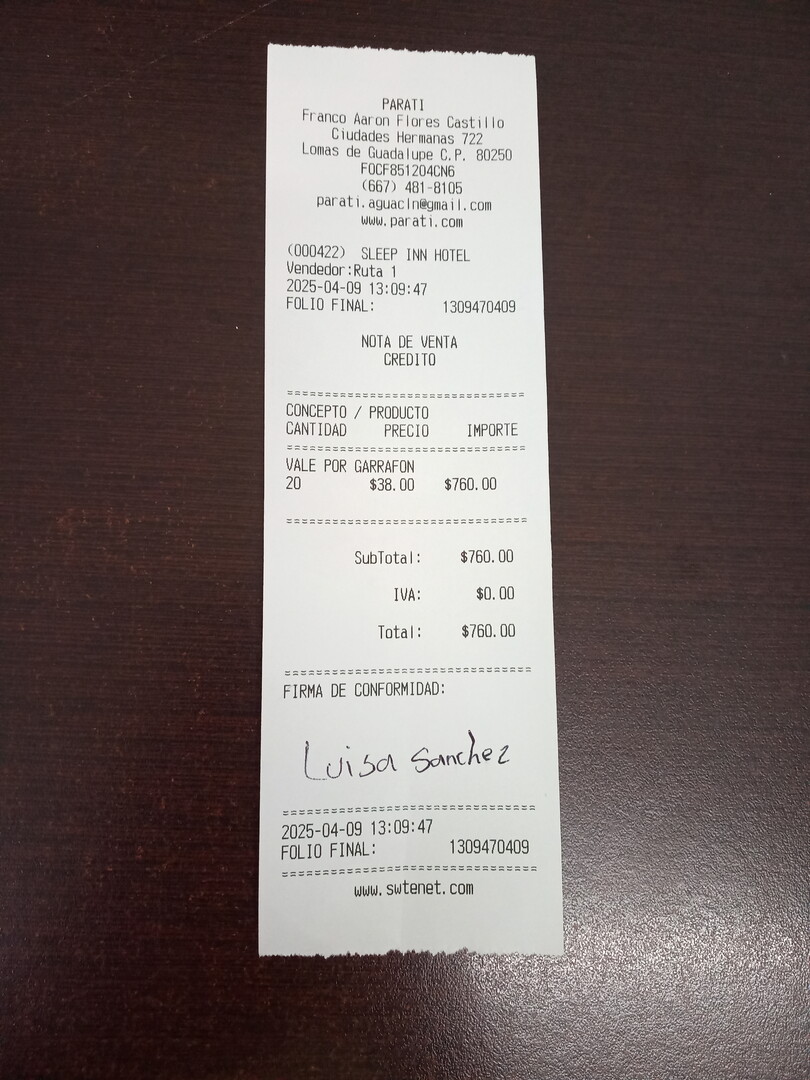 PARATI
Franco Aaron Flores Castillo
Ciudades Hermanas 722
Lomas de Guadalupe C.P. 80250
FOCF851204CN6
(667) 481-8105
parati.aguacln@gmail.com
www.parati.com
(000422) SLEEP INN HOTEL
Vendedor:Ruta 1
2025-04-09 13:09:47
FOLIO FINAL: 1309470409
NOTA DE VENTA
CREDITO
==============================
CONCEPTO / PRODUCTO
CANTIDAD PRECIO IMPORTE
==============================
VALE POR GARRAFON
20 $38.00 $760.00
==============================
SubTotal: $760.00
IVA: $0.00
Total: $760.00
==============================
FIRMA DE CONFORMIDAD:
Luisa Sanchez
==============================
2025-04-09 13:09:47
FOLIO FINAL: 1309470409
==============================
www.swtenet.com